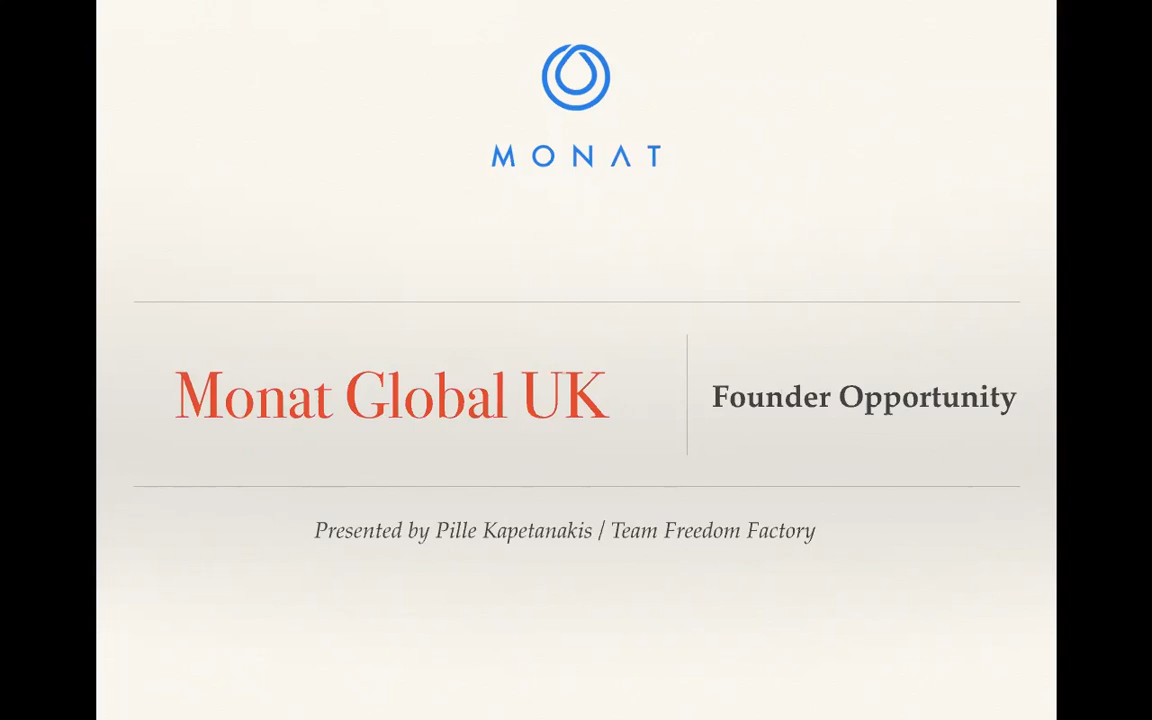 MONAT
Monat Global UK
Founder Opportunity
Presented by Pille Kapetanakis / Team Freedom Factory